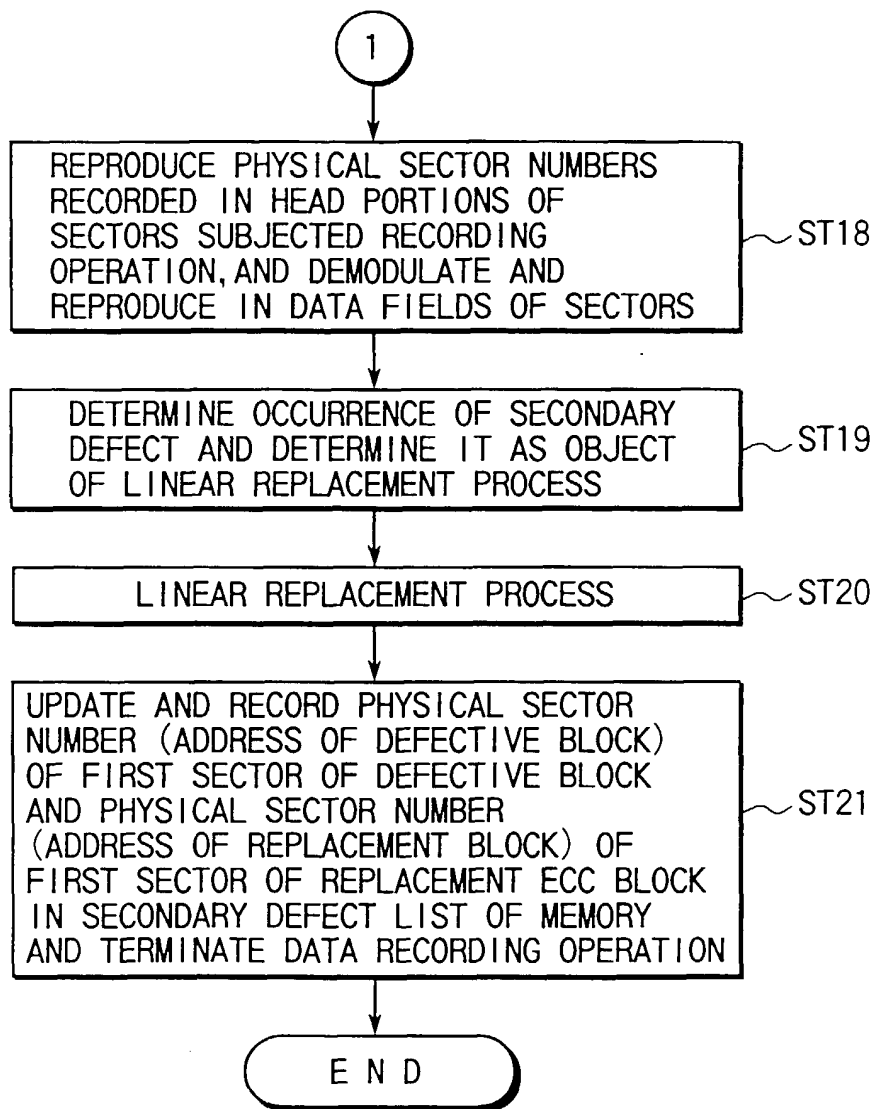 1
REPRODUCE PHYSICAL SECTOR NUMBERS
RECORDED IN HEAD PORTIONS OF
SECTORS SUBJECTED RECORDING
OPERATION, AND DEMODULATE AND
REPRODUCE IN DATA FIELDS OF SECTORS
ST18
DETERMINE OCCURRENCE OF SECONDARY
DEFECT AND DETERMINE IT AS OBJECT
OF LINEAR REPLACEMENT PROCESS
ST19
LINEAR REPLACEMENT PROCESS
ST20
UPDATE AND RECORD PHYSICAL SECTOR
NUMBER (ADDRESS OF DEFECTIVE BLOCK)
OF FIRST SECTOR OF DEFECTIVE BLOCK
AND PHYSICAL SECTOR NUMBER
(ADDRESS OF REPLACEMENT BLOCK) OF
FIRST SECTOR OF REPLACEMENT ECC BLOCK
IN SECONDARY DEFECT LIST OF MEMORY
AND TERMINATE DATA RECORDING OPERATION
ST21
END